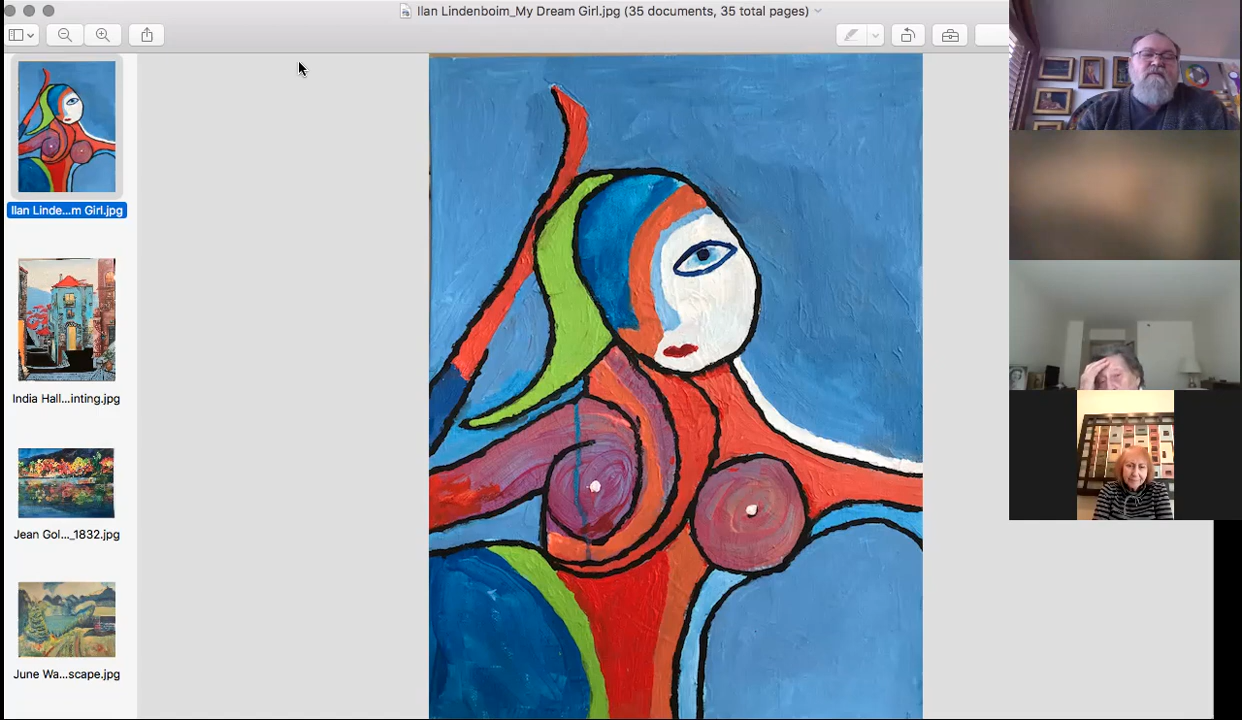 Ilan Lindenboim_My Dream Girl.jpg (35 documents, 35 total pages)
Ilan Linde...m Girl.jpg
India Hall...inting.jpg
Jean Gol..._1832.jpg
June Wa...scape.jpg